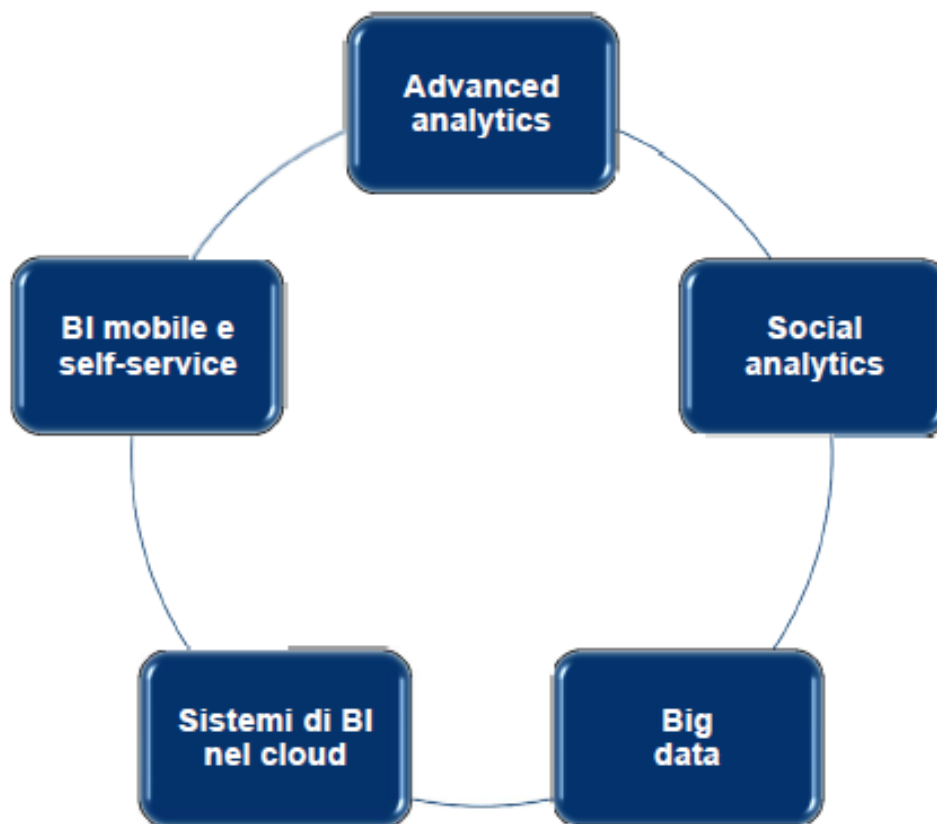 Advanced
analytics
BI mobile e
self-service
Social
analytics
Sistemi di BI
nel cloud
Big
data